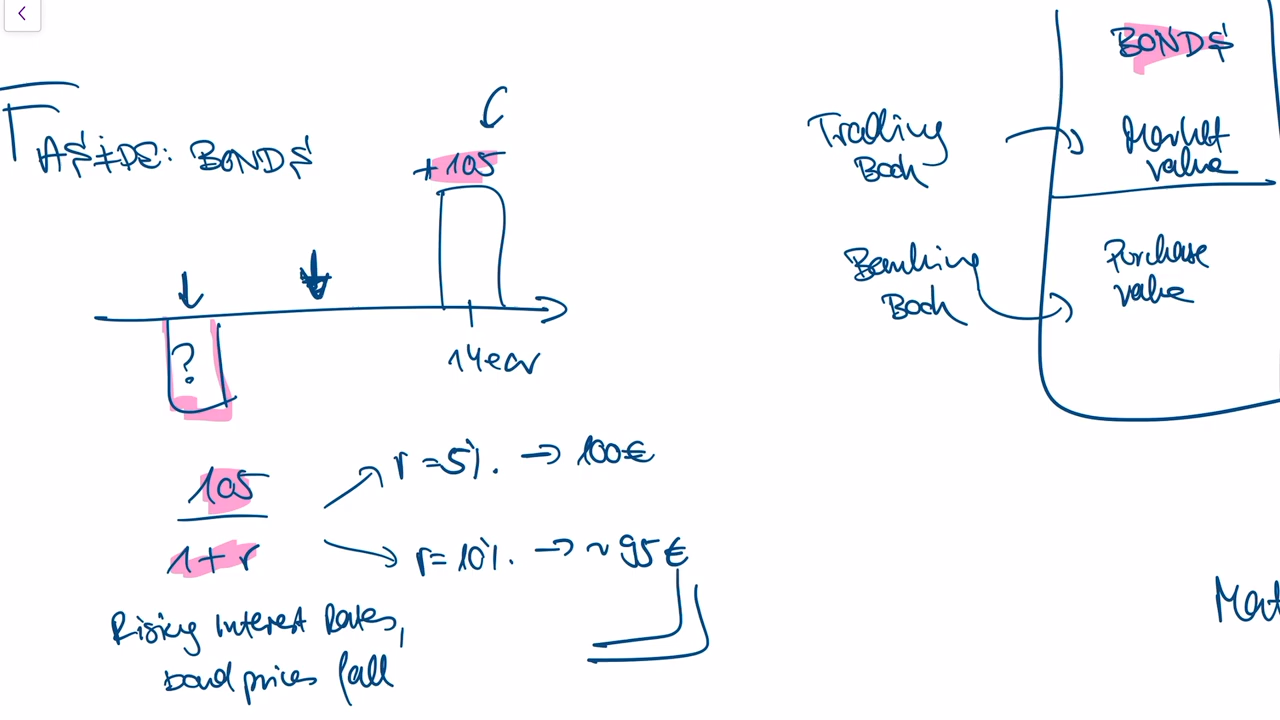 ASIDE: BONDS
+105
?
1 Year
105
1+r
r=5%. → 100€
r=10%. → ~95€
Rising interest Rates,
bond prices fall
BONDS
Trading
Book
Market
value
Banking
Book
Purchase
value
Mat